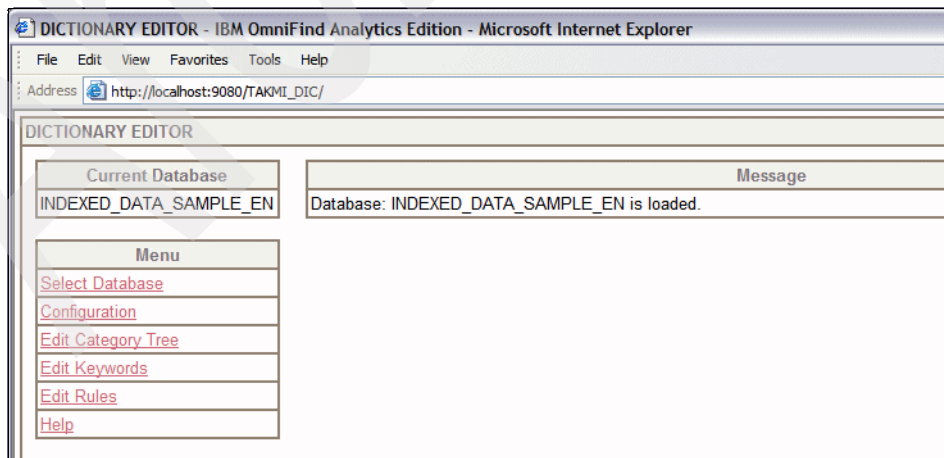 DICTIONARY EDITOR - IBM OmniFind Analytics Edition - Microsoft Internet Explorer
File Edit View Favorites Tools Help
Address http://localhost:9080/TAKMI_DIC/
DICTIONARY EDITOR
Current Database
INDEXED_DATA_SAMPLE_EN
Message
Database: INDEXED_DATA_SAMPLE_EN is loaded.
Menu
Select Database
Configuration
Edit Category Tree
Edit Keywords
Edit Rules
Help